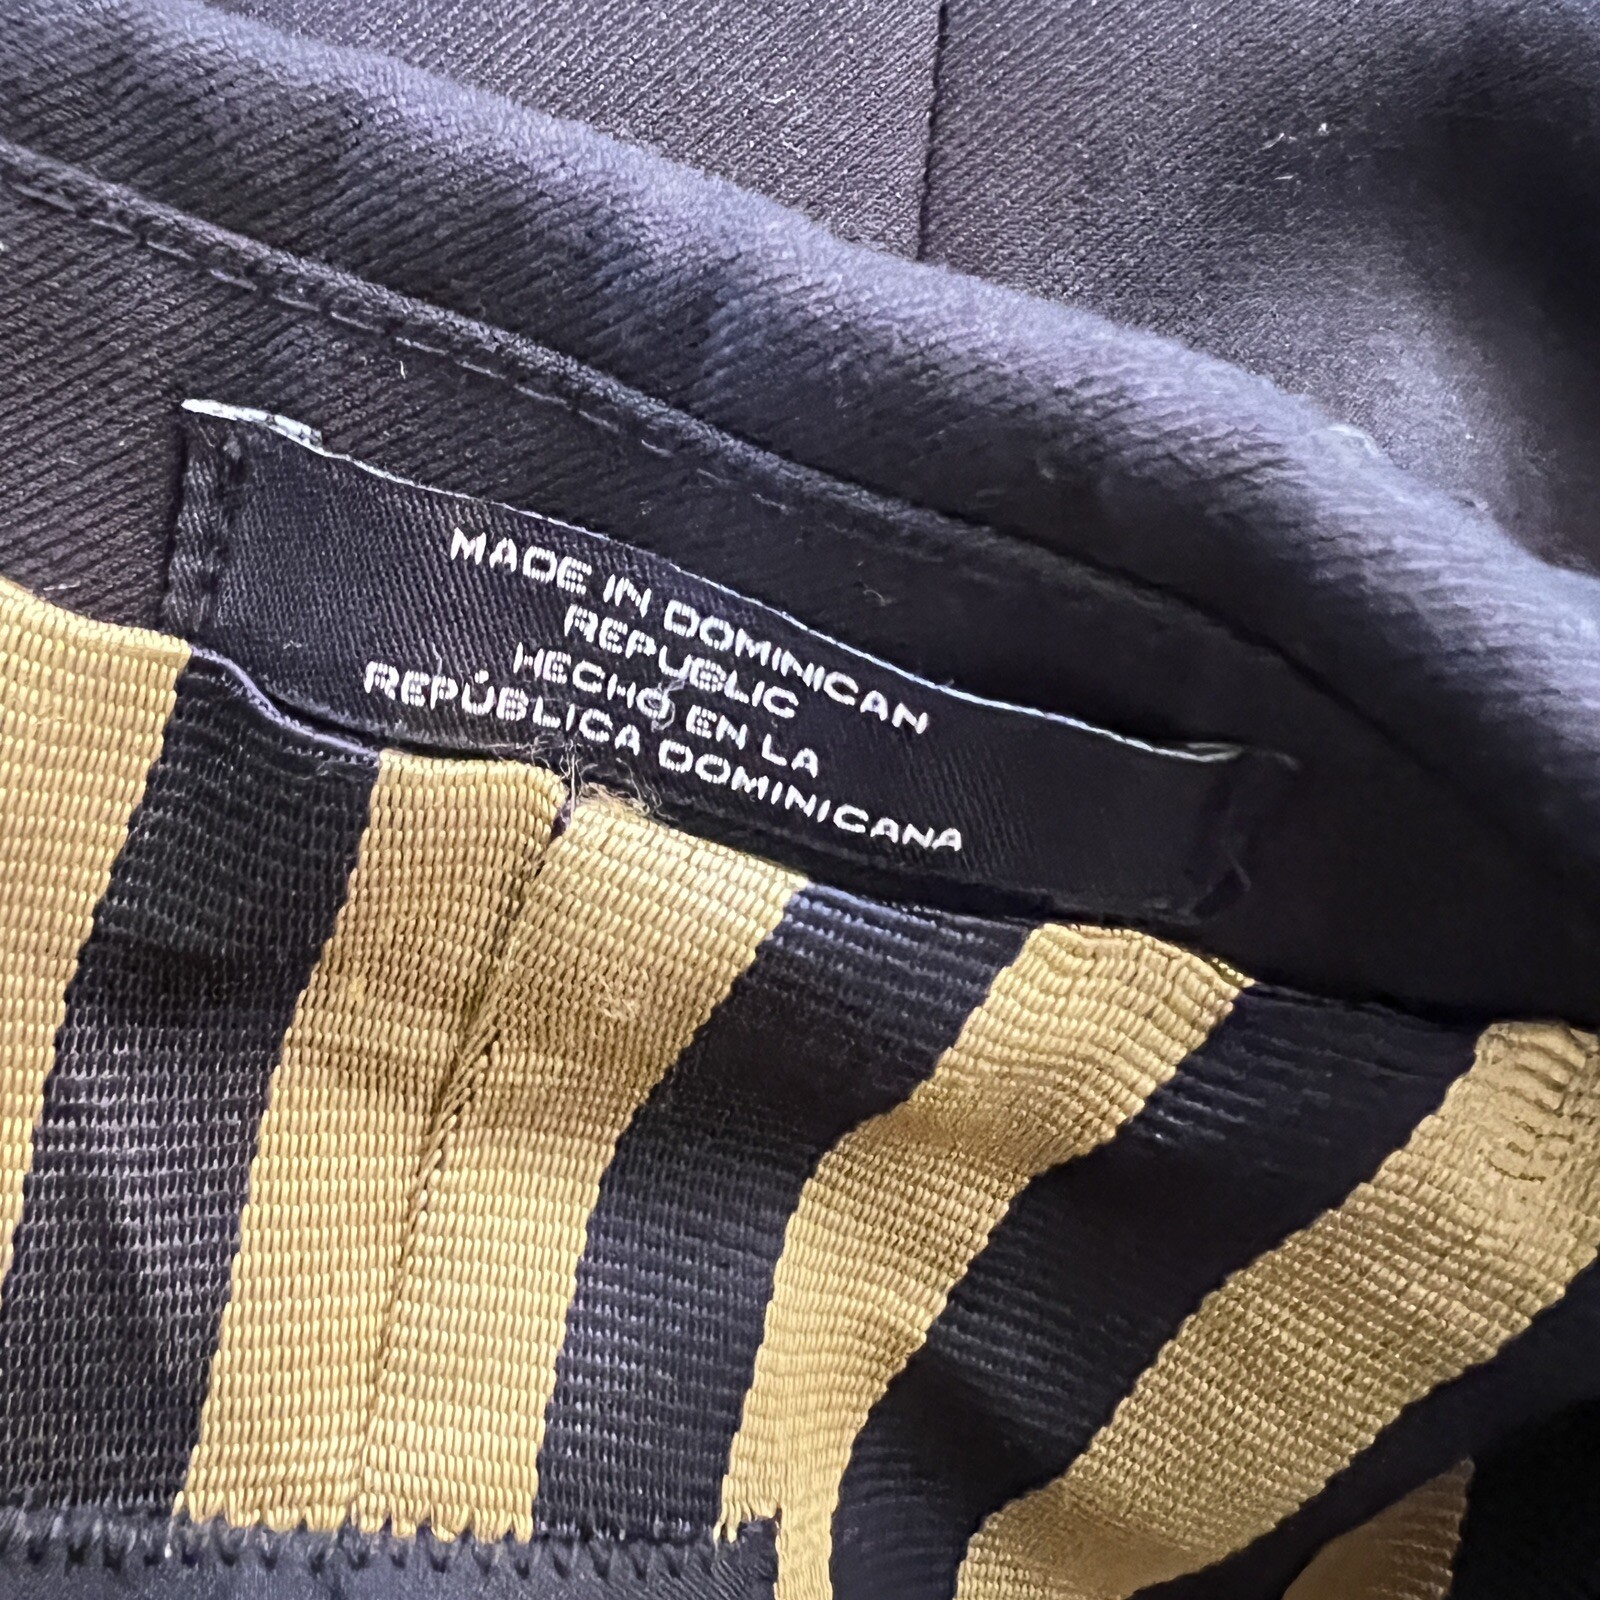 MADE IN DOMINICAN
REPUBLIC
HECHO EN LA
REPÚBLICA DOMINICANA